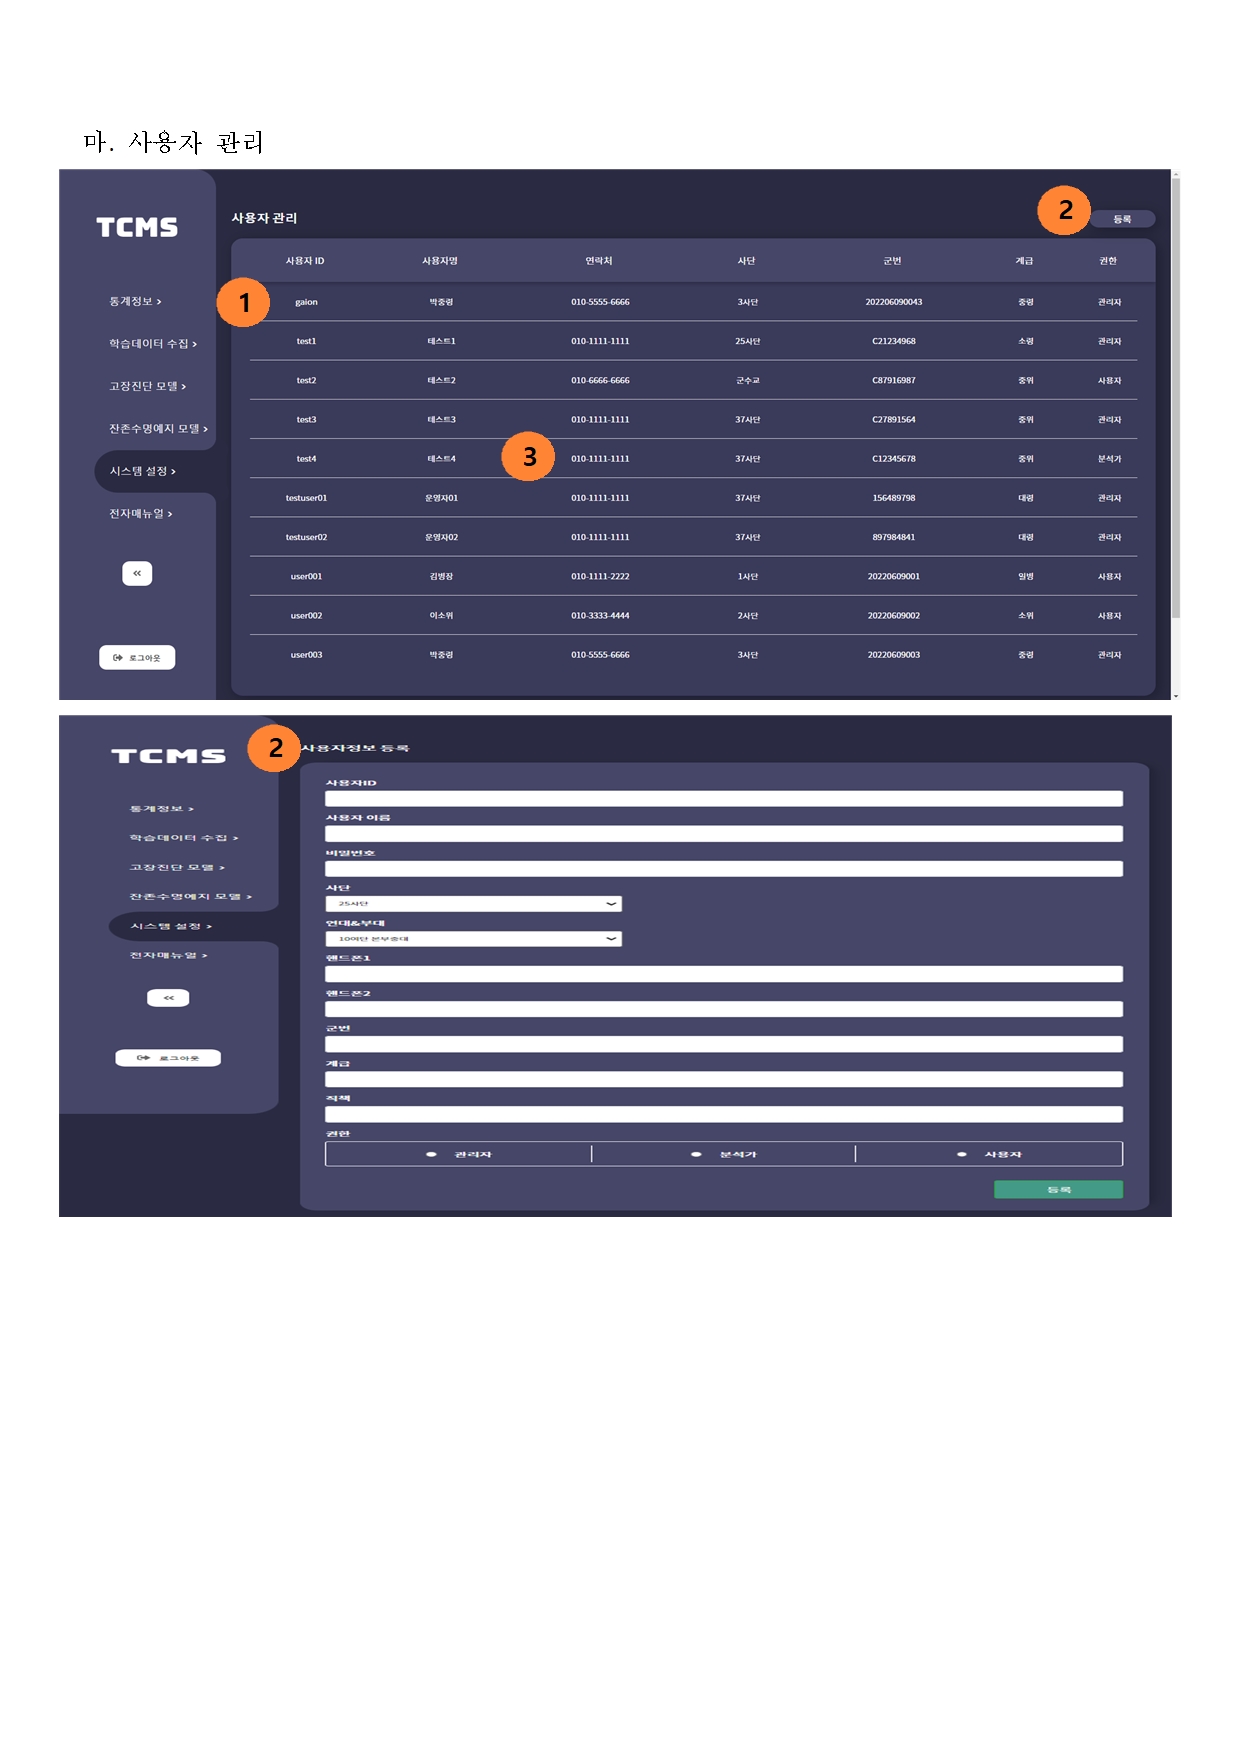 마. 사용자 관리
TCMS
통계정보 >
학습데이터 수집 >
고장진단 모델 >
잔존수명예지 모델 >
시스템 설정 >
전자매뉴얼 >
«
로그아웃
사용자 관리
2 등록
사용자 ID 사용자명 연락처 사단 군번 계급 권한
1 gaion 박중령 010-5555-6666 3사단 202206090043 중령 관리자
test1 테스트1 010-1111-1111 25사단 C21234968 소령 관리자
test2 테스트2 010-6666-6666 군수교 C87916987 중위 사용자
test3 테스트3 010-1111-1111 37사단 C27891564 중위 관리자
test4 테스트4 3 010-1111-1111 37사단 C12345678 중위 분석가
testuser01 운영자01 010-1111-1111 37사단 156489798 대령 관리자
testuser02 운영자02 010-1111-1111 37사단 897984841 대령 관리자
user001 김병장 010-1111-2222 1사단 20220609001 일병 사용자
user002 이소위 010-3333-4444 2사단 20220609002 소위 사용자
user003 박중령 010-5555-6666 3사단 20220609003 중령 관리자
TCMS
통계정보 >
학습데이터 수집 >
고장진단 모델 >
잔존수명예지 모델 >
시스템 설정 >
전자매뉴얼 >
«
로그아웃
2 사용자정보 등록
사용자ID
사용자 이름
비밀번호
사단
25사단
연대&부대
10여단 본부중대
핸드폰1
핸드폰2
군번
계급
직책
권한
관리자 분석가 사용자
등록